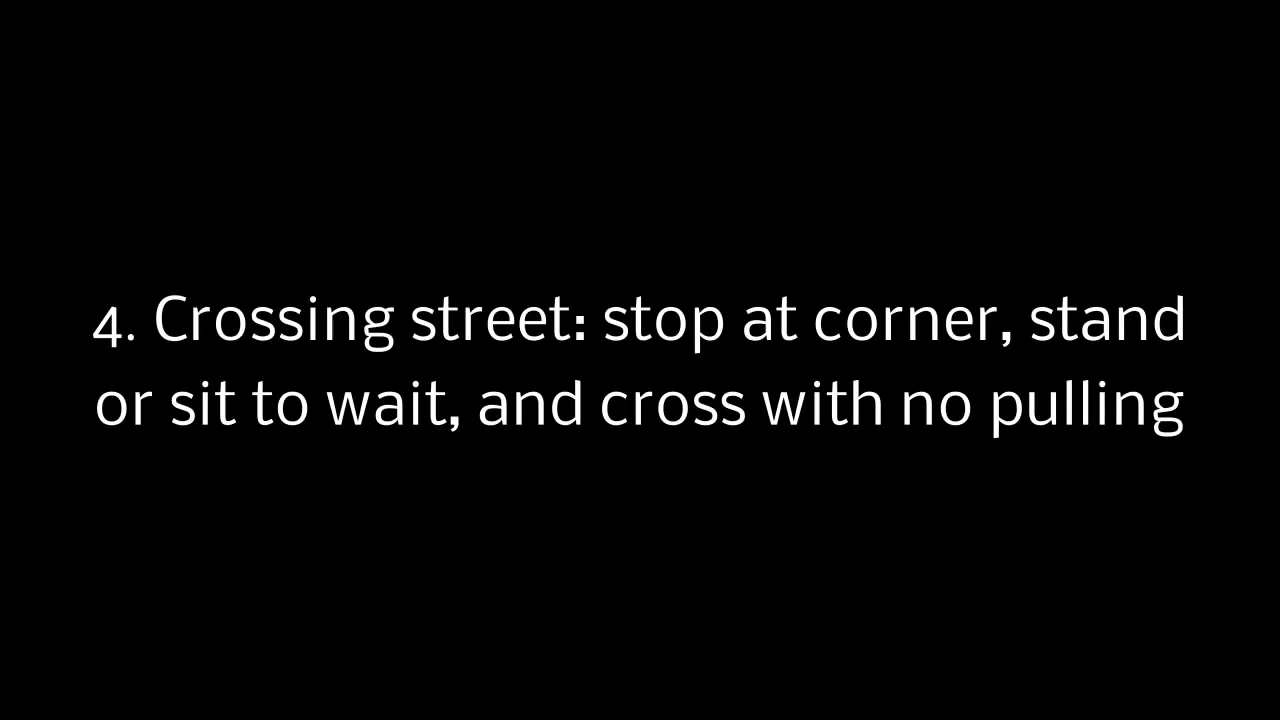 4. Crossing street: stop at corner, stand
or sit to wait, and cross with no pulling